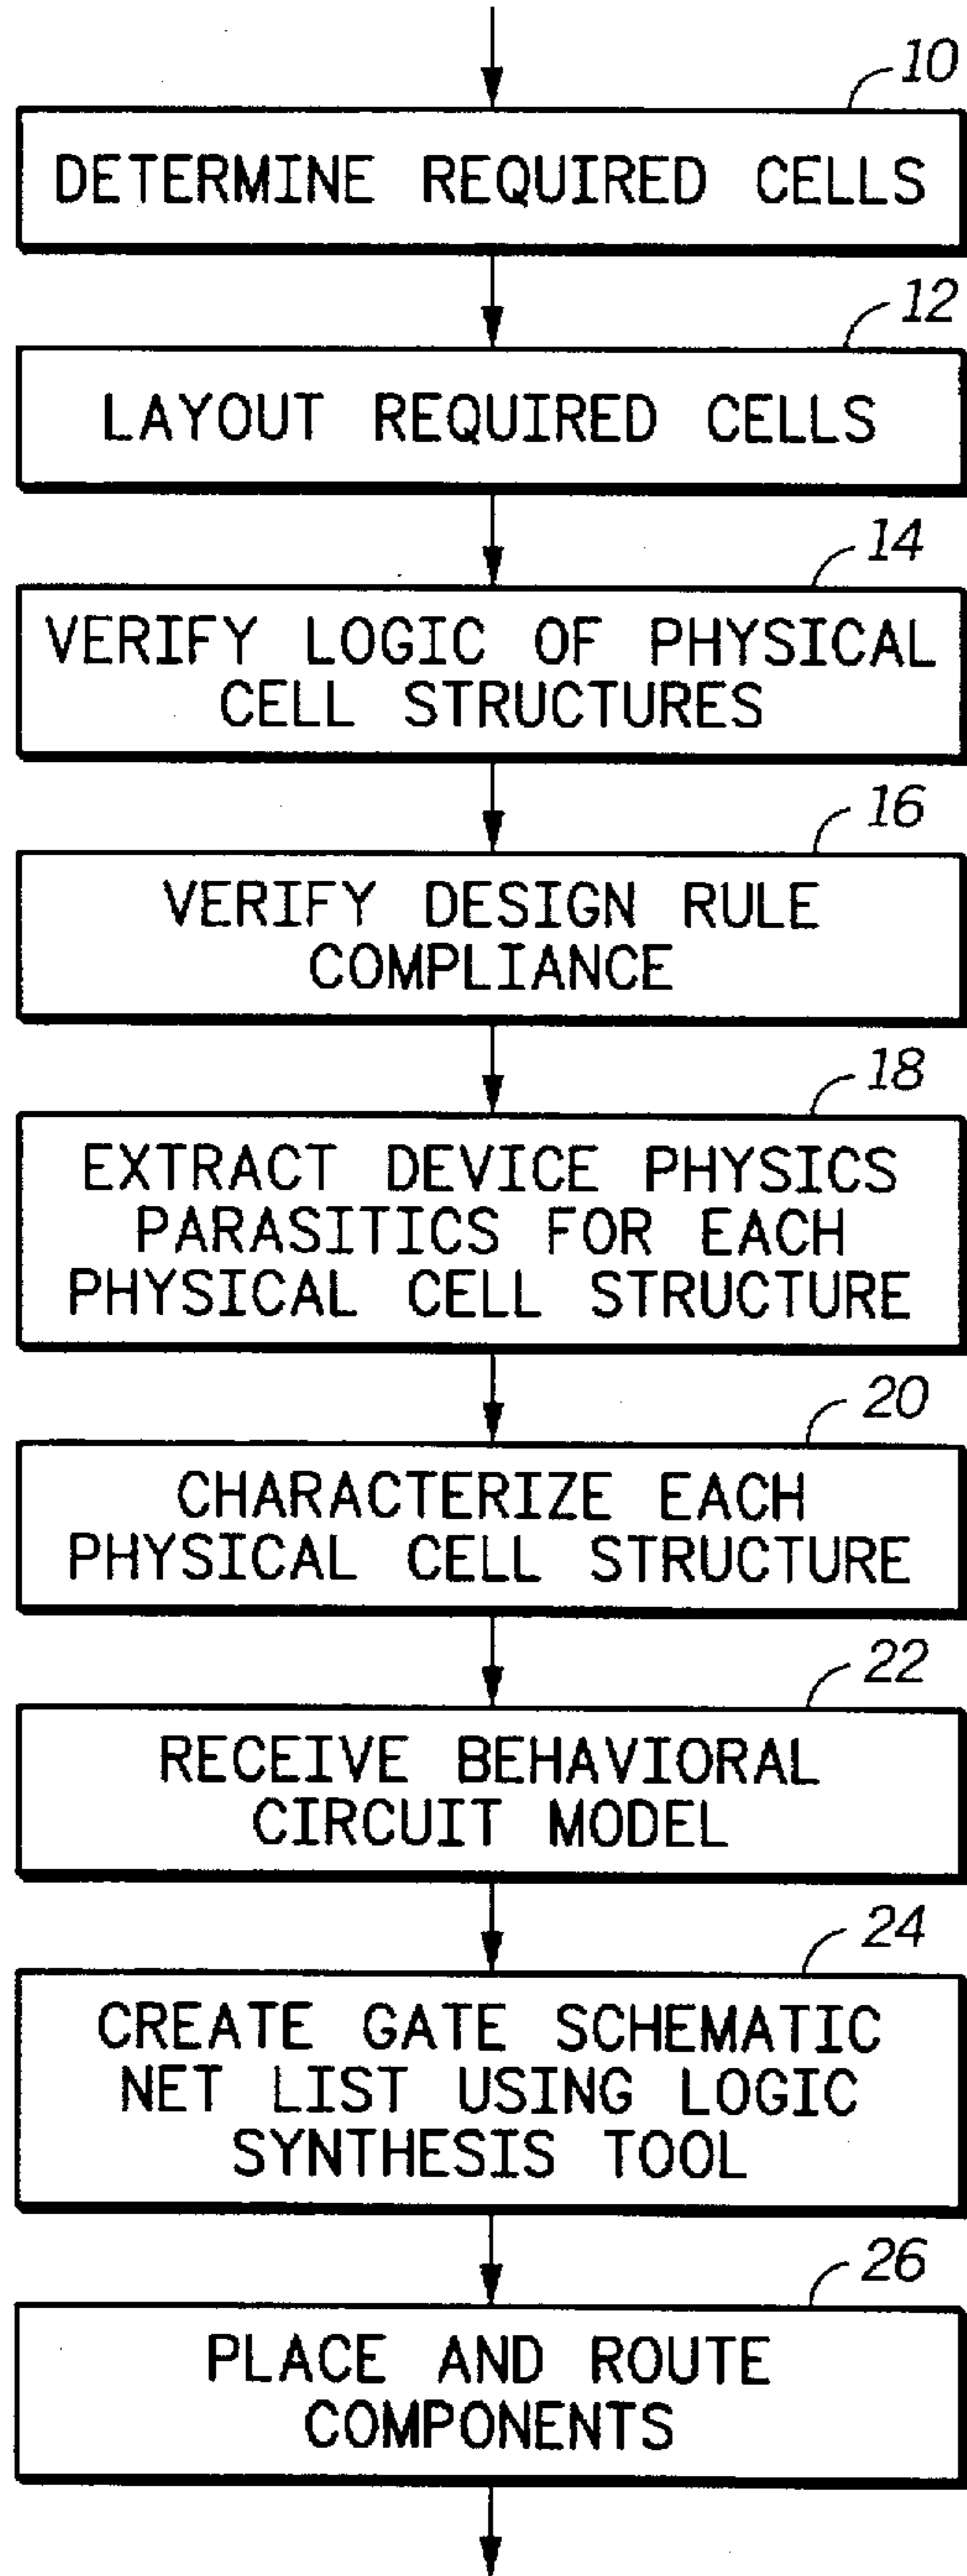 10
DETERMINE REQUIRED CELLS
12
LAYOUT REQUIRED CELLS
14
VERIFY LOGIC OF PHYSICAL
CELL STRUCTURES
16
VERIFY DESIGN RULE
COMPLIANCE
18
EXTRACT DEVICE PHYSICS
PARASITICS FOR EACH
PHYSICAL CELL STRUCTURE
20
CHARACTERIZE EACH
PHYSICAL CELL STRUCTURE
22
RECEIVE BEHAVIORAL
CIRCUIT MODEL
24
CREATE GATE SCHEMATIC
NET LIST USING LOGIC
SYNTHESIS TOOL
26
PLACE AND ROUTE
COMPONENTS